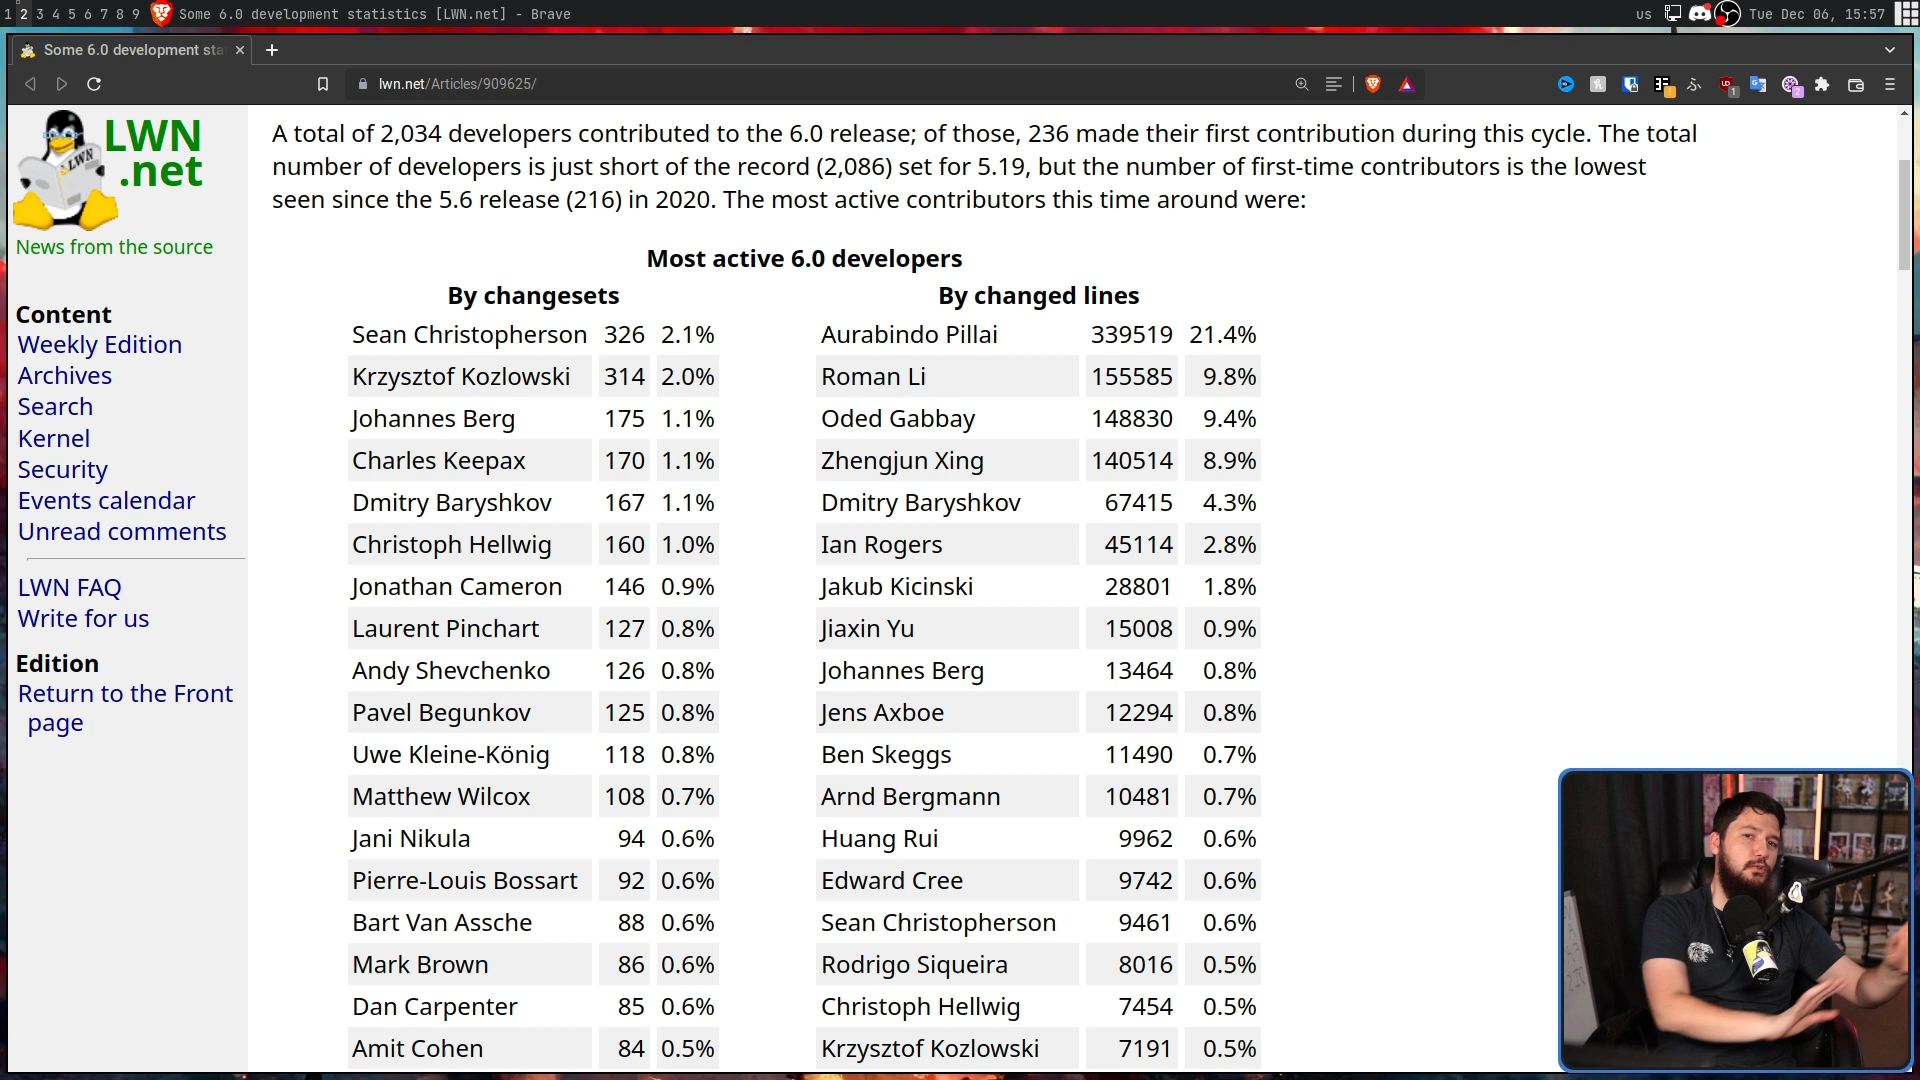 1 2 3 4 5 6 7 8 9 Some 6.0 development statistics [LWN.net] - Brave us Tue Dec 06, 15:57
Some 6.0 development sta
lwn.net/Articles/909625/
LWN
.net
News from the source
Content
Weekly Edition
Archives
Search
Kernel
Security
Events calendar
Unread comments
LWN FAQ
Write for us
Edition
Return to the Front
page
A total of 2,034 developers contributed to the 6.0 release; of those, 236 made their first contribution during this cycle. The total
number of developers is just short of the record (2,086) set for 5.19, but the number of first-time contributors is the lowest
seen since the 5.6 release (216) in 2020. The most active contributors this time around were:
Most active 6.0 developers
By changesets By changed lines
Sean Christopherson 326 2.1% Aurabindo Pillai 339519 21.4%
Krzysztof Kozlowski 314 2.0% Roman Li 155585 9.8%
Johannes Berg 175 1.1% Oded Gabbay 148830 9.4%
Charles Keepax 170 1.1% Zhengjun Xing 140514 8.9%
Dmitry Baryshkov 167 1.1% Dmitry Baryshkov 67415 4.3%
Christoph Hellwig 160 1.0% Ian Rogers 45114 2.8%
Jonathan Cameron 146 0.9% Jakub Kicinski 28801 1.8%
Laurent Pinchart 127 0.8% Jiaxin Yu 15008 0.9%
Andy Shevchenko 126 0.8% Johannes Berg 13464 0.8%
Pavel Begunkov 125 0.8% Jens Axboe 12294 0.8%
Uwe Kleine-König 118 0.8% Ben Skeggs 11490 0.7%
Matthew Wilcox 108 0.7% Arnd Bergmann 10481 0.7%
Jani Nikula 94 0.6% Huang Rui 9962 0.6%
Pierre-Louis Bossart 92 0.6% Edward Cree 9742 0.6%
Bart Van Assche 88 0.6% Sean Christopherson 9461 0.6%
Mark Brown 86 0.6% Rodrigo Siqueira 8016 0.5%
Dan Carpenter 85 0.6% Christoph Hellwig 7454 0.5%
Amit Cohen 84 0.5% Krzysztof Kozlowski 7191 0.5%